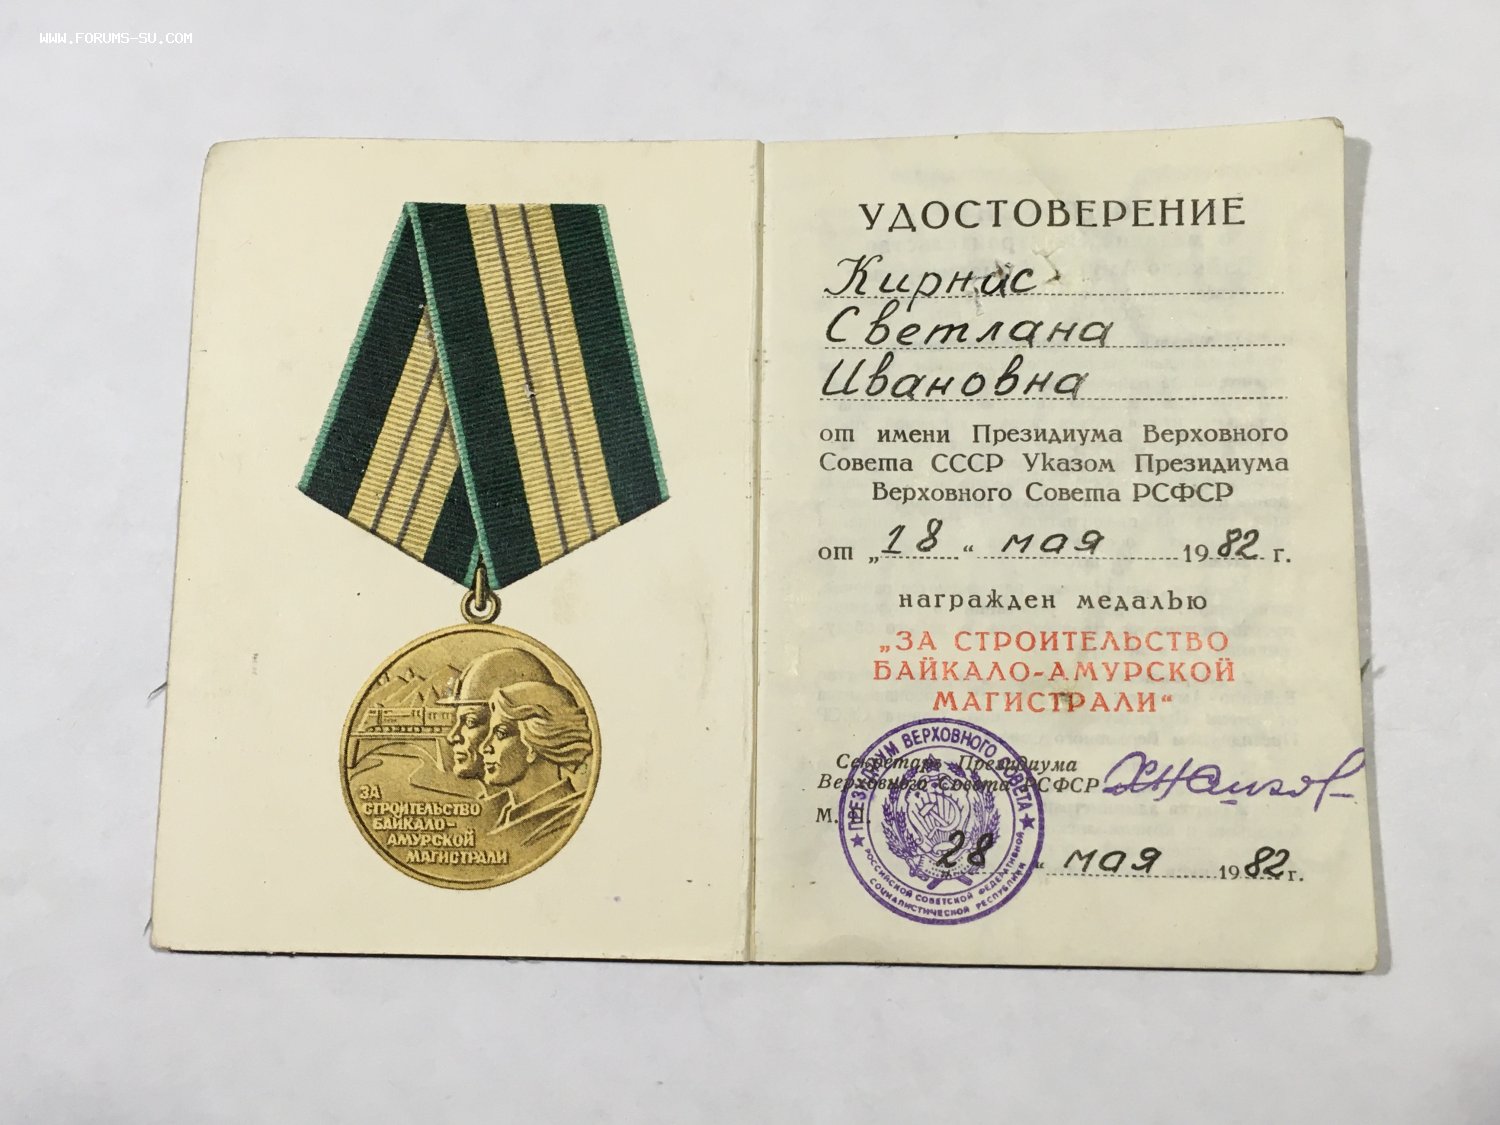 WWW.FORUMS-SU.COM
ЗА
СТРОИТЕЛЬСТВО
БАЙКАЛО-
АМУРСКОЙ
МАГИСТРАЛИ
УДОСТОВЕРЕНИЕ
Кирнас
Светлана
Ивановна
от имени Президиума Верховного
Совета СССР Указом Президиума
Верховного Совета РСФСР
от „18“ мая 1982 г.
награжден медалью
„ЗА СТРОИТЕЛЬСТВО
БАЙКАЛО-АМУРСКОЙ
МАГИСТРАЛИ“
Секретарь Президиума
Верховного Совета РСФСР
М. П.
ПРЕЗИДИУМ ВЕРХОВНОГО СОВЕТА
РОССИЙСКОЙ СОВЕТСКОЙ ФЕДЕРАТИВНОЙ
СОЦИАЛИСТИЧЕСКОЙ РЕСПУБЛИКИ
28 “ мая 1982 г.